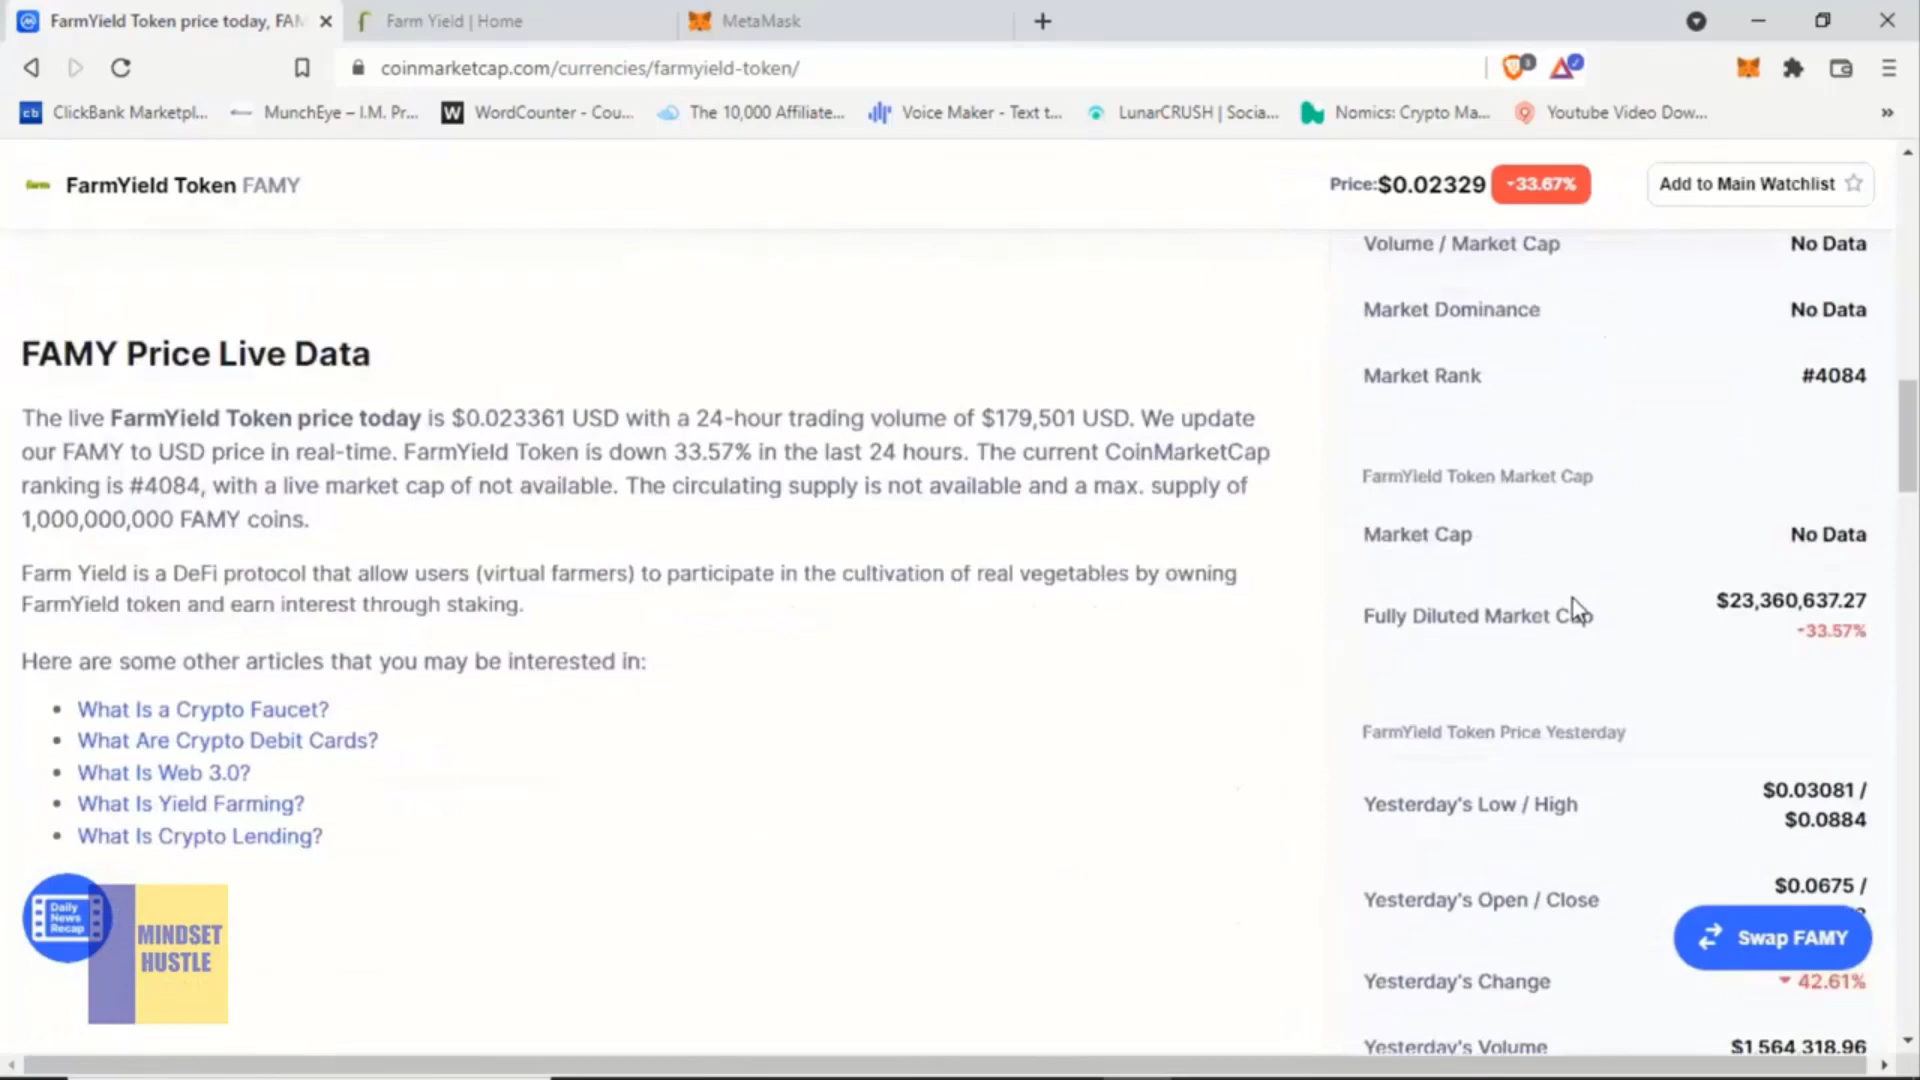 FarmYield Token price today, FAM
Farm Yield | Home
MetaMask
coinmarketcap.com/currencies/farmyield-token/
3
cb ClickBank Marketpl...
MunchEye – I.M. Pr...
W WordCounter - Cou...
The 10,000 Affiliate...
Voice Maker - Text t...
LunarCRUSH | Socia...
Nomics: Crypto Ma...
Youtube Video Dow...
»
farm FarmYield Token FAMY
Price:$0.02329 -33.67%
Add to Main Watchlist
Volume / Market Cap No Data
Market Dominance No Data
Market Rank #4084
FAMY Price Live Data
The live FarmYield Token price today is $0.023361 USD with a 24-hour trading volume of $179,501 USD. We update
our FAMY to USD price in real-time. FarmYield Token is down 33.57% in the last 24 hours. The current CoinMarketCap
ranking is #4084, with a live market cap of not available. The circulating supply is not available and a max. supply of
1,000,000,000 FAMY coins.
Farm Yield is a DeFi protocol that allow users (virtual farmers) to participate in the cultivation of real vegetables by owning
FarmYield token and earn interest through staking.
Here are some other articles that you may be interested in:
• What Is a Crypto Faucet?
• What Are Crypto Debit Cards?
• What Is Web 3.0?
• What Is Yield Farming?
• What Is Crypto Lending?
FarmYield Token Market Cap
Market Cap No Data
Fully Diluted Market Cap $23,360,637.27
-33.57%
FarmYield Token Price Yesterday
Yesterday's Low / High $0.03081 /
$0.0884
Yesterday's Open / Close $0.0675 /
Swap FAMY
Yesterday's Change 42.61%
Yesterday's Volume $1,564,318.96
Daily
News
Recap
MINDSET
HUSTLE